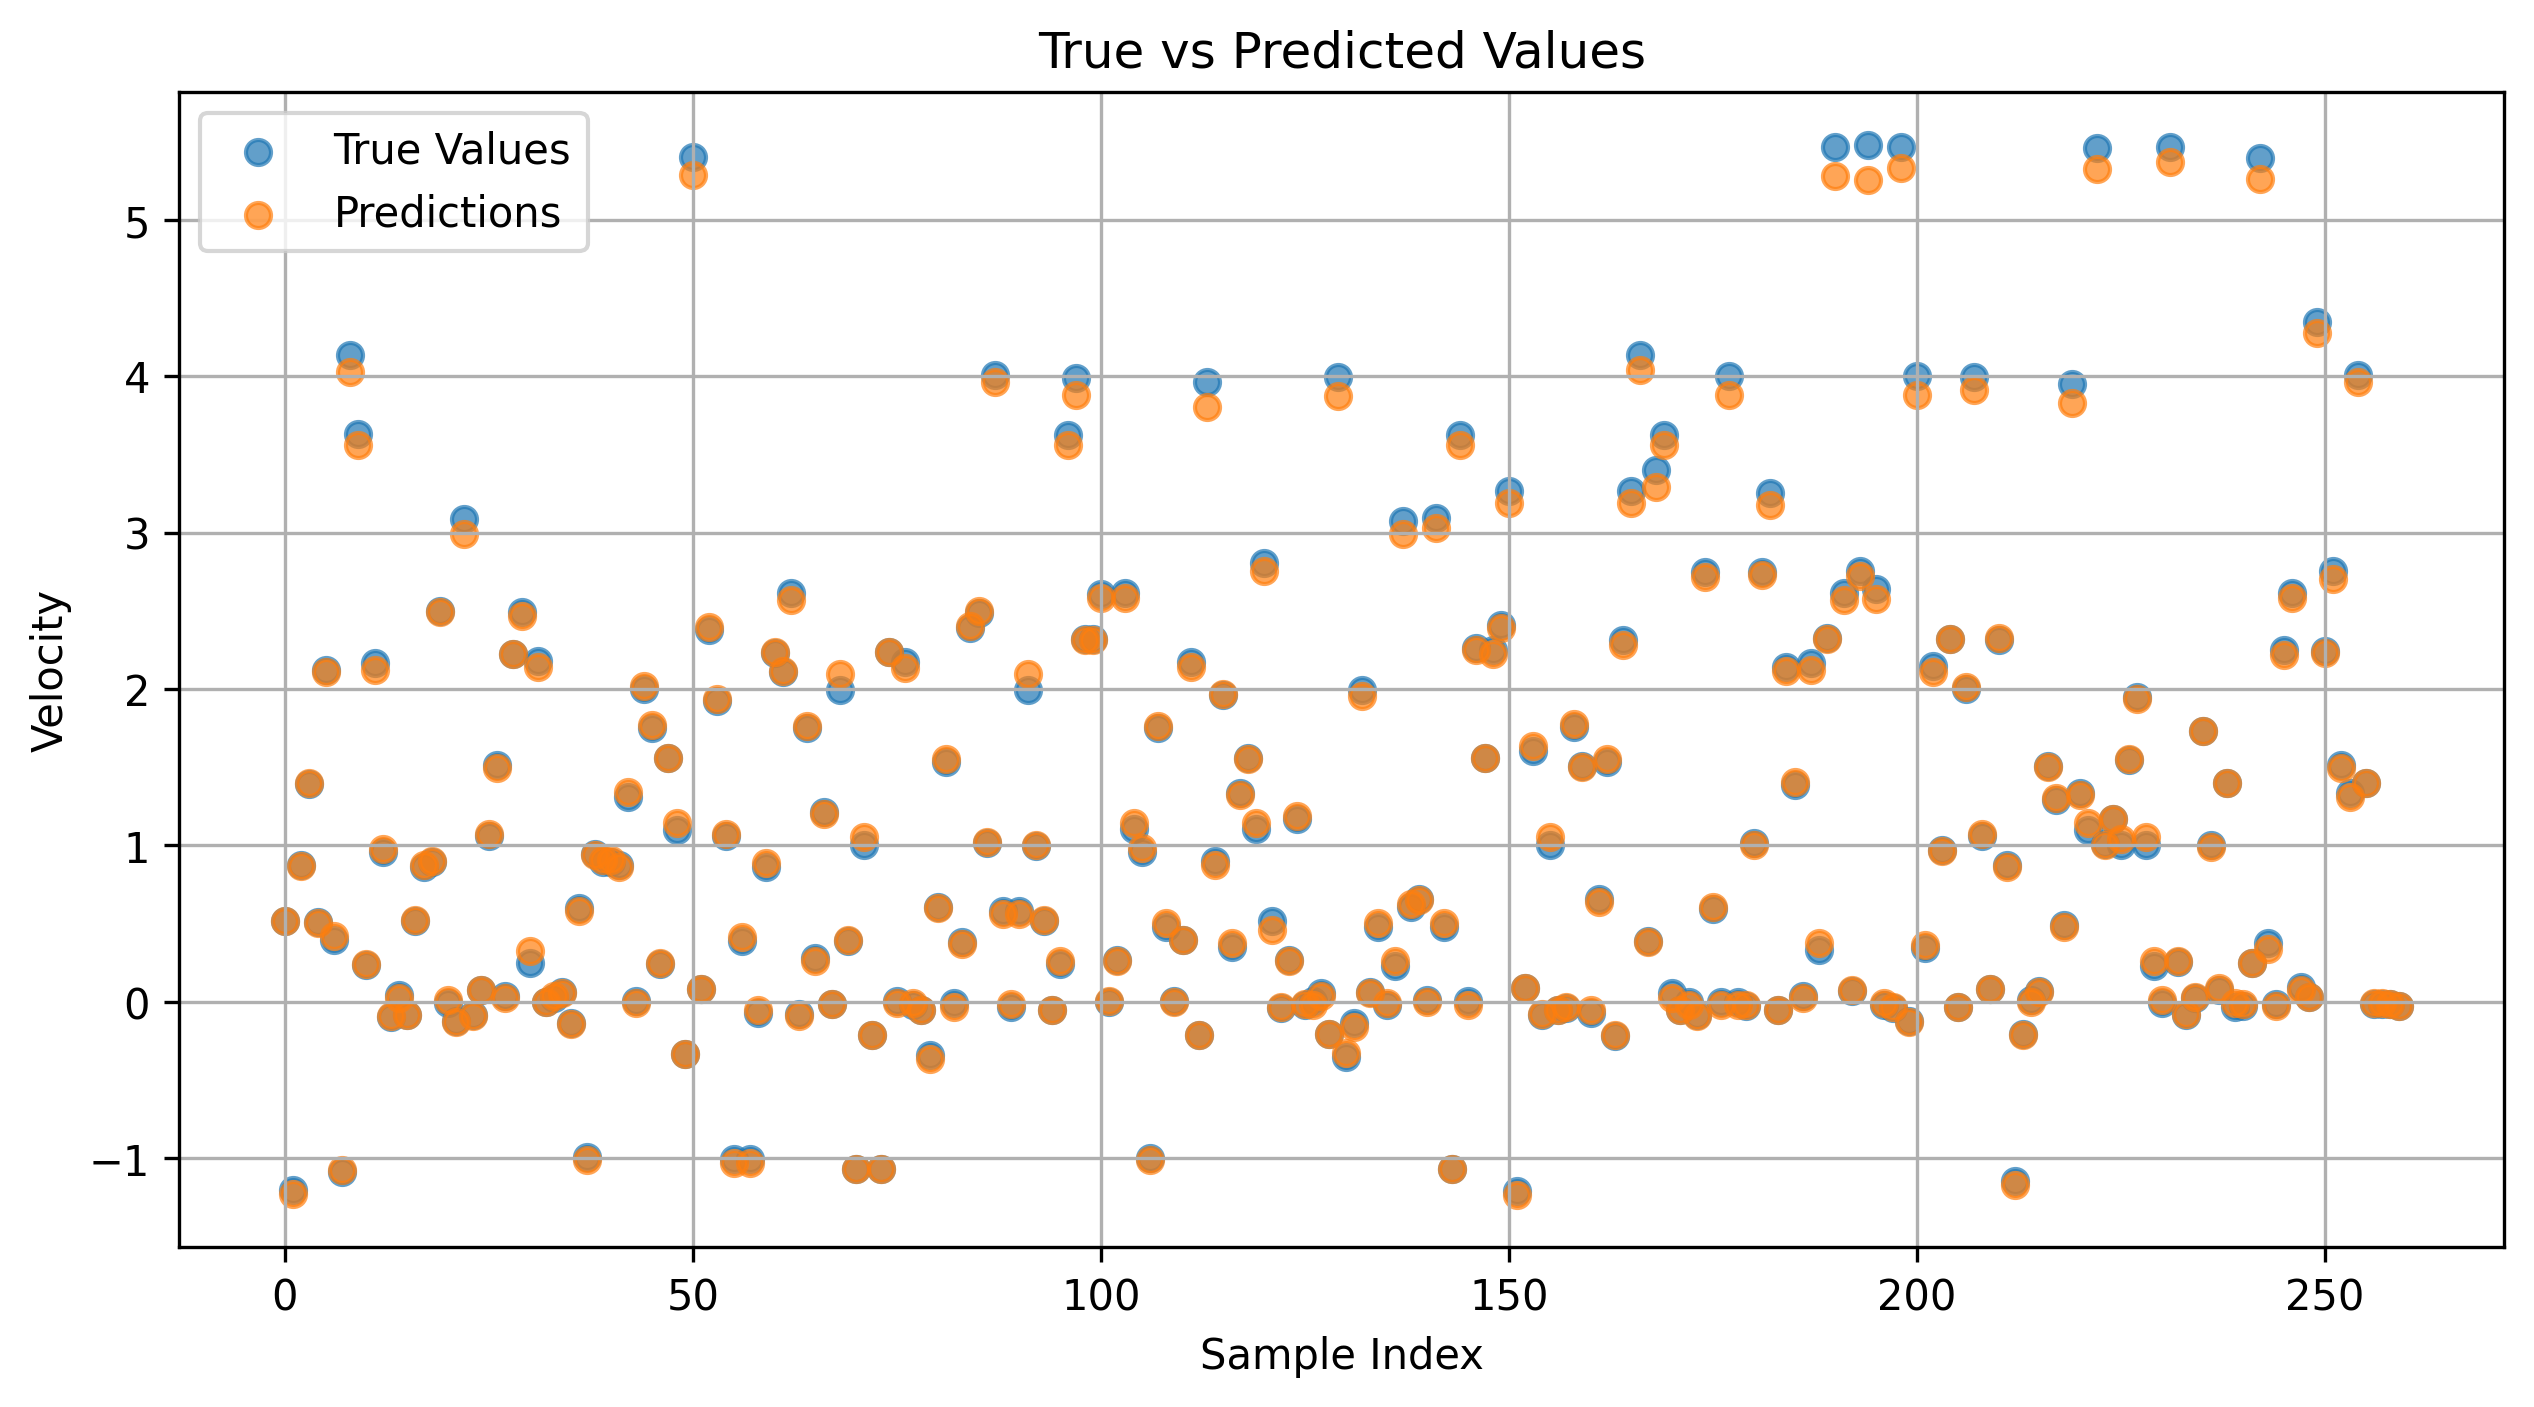 True vs Predicted Values
True Values
Predictions
5
4
3
2
1
0
−1
Velocity
0 50 100 150 200 250
Sample Index